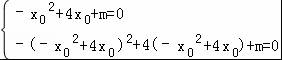 - x₀²+4x₀+m=0
- (- x₀²+4x₀)²+4(- x₀²+4x₀)+m=0